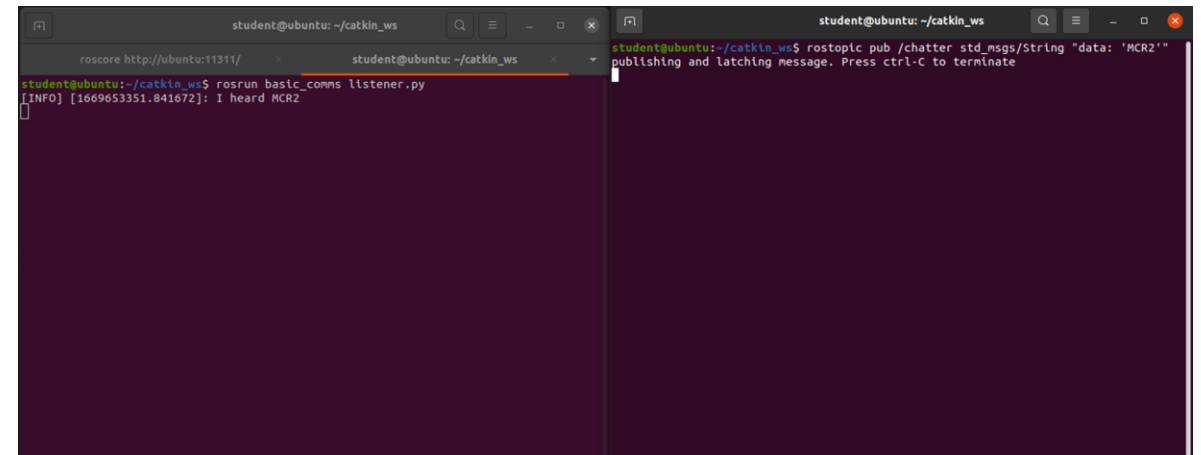 student@ubuntu: ~/catkin_ws
roscore http://ubuntu:11311/
student@ubuntu: ~/catkin_ws
student@ubuntu:~/catkin_ws$ rosrun basic_comms listener.py
[INFO] [1669653351.841672]: I heard MCR2
student@ubuntu: ~/catkin_ws
student@ubuntu:~/catkin_ws$ rostopic pub /chatter std_msgs/String "data: 'MCR2'"
publishing and latching message. Press ctrl-C to terminate